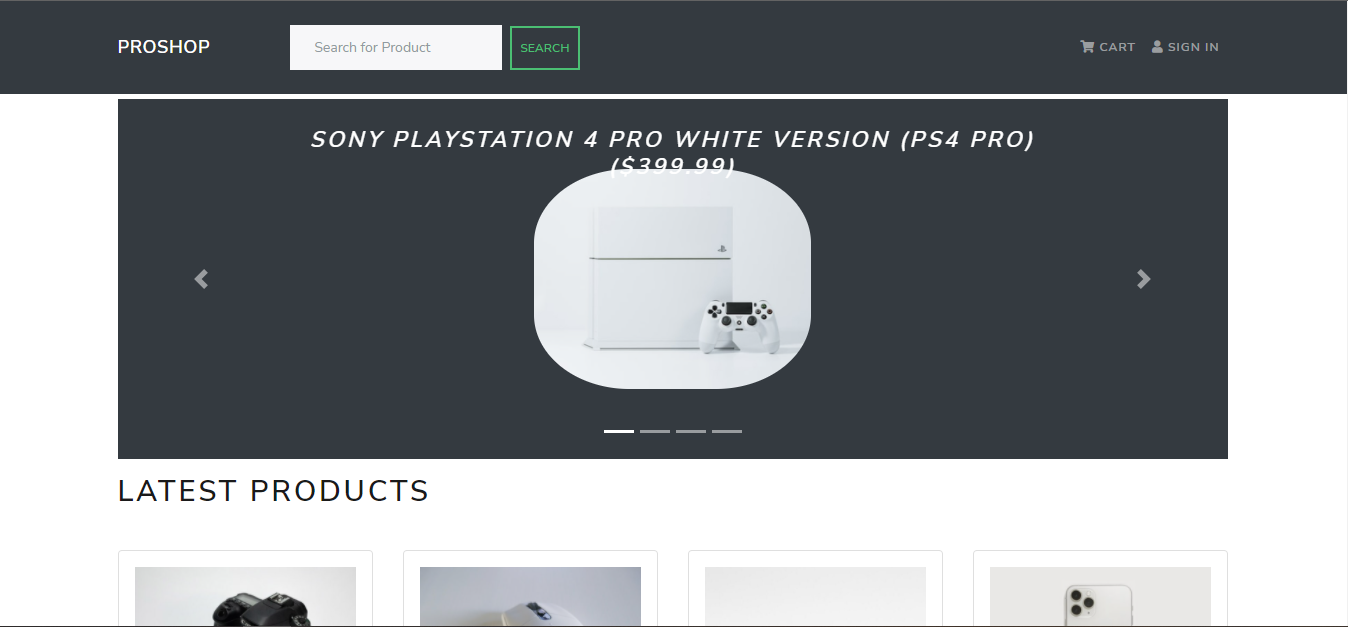 PROSHOP
Search for Product
SEARCH
CART
SIGN IN
SONY PLAYSTATION 4 PRO WHITE VERSION (PS4 PRO)
($399.99)
LATEST PRODUCTS